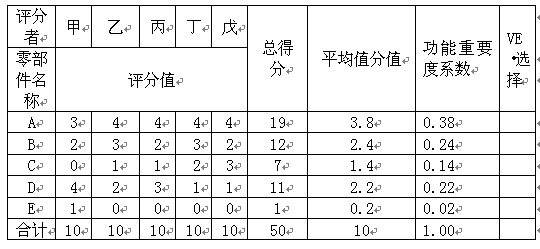 评分者 甲 乙 丙 丁 戊 总得分 平均值分值 功能重要度系数 VE·选择
零部件名称 评分值
A 3 4 4 4 4 19 3.8 0.38
B 2 3 2 3 2 12 2.4 0.24
C 0 1 1 2 3 7 1.4 0.14
D 4 2 3 1 1 11 2.2 0.22
E 1 0 0 0 0 1 0.2 0.02
合计 10 10 10 10 10 50 10 1.00